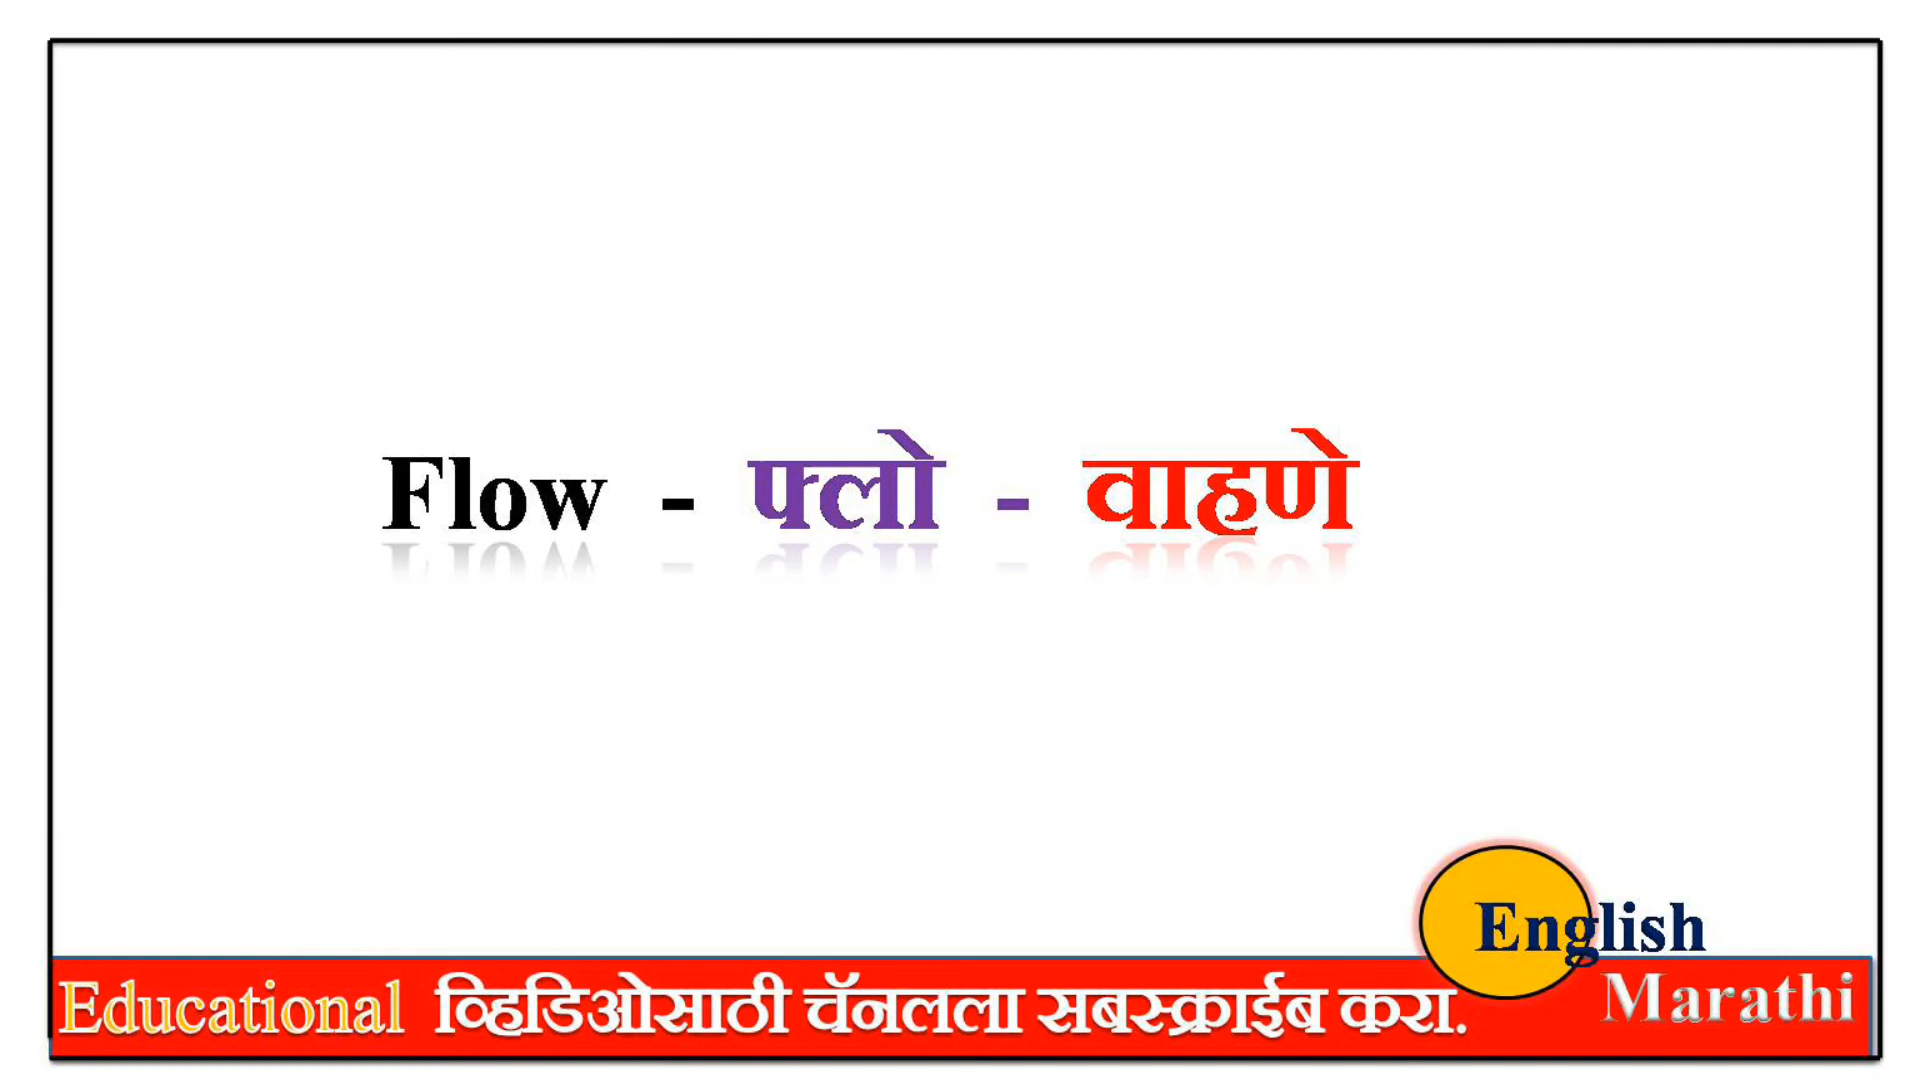 Flow - फ्लो - वाहणे
English
Educational व्हिडिओसाठी चॅनलला सबस्क्राईब करा. Marathi